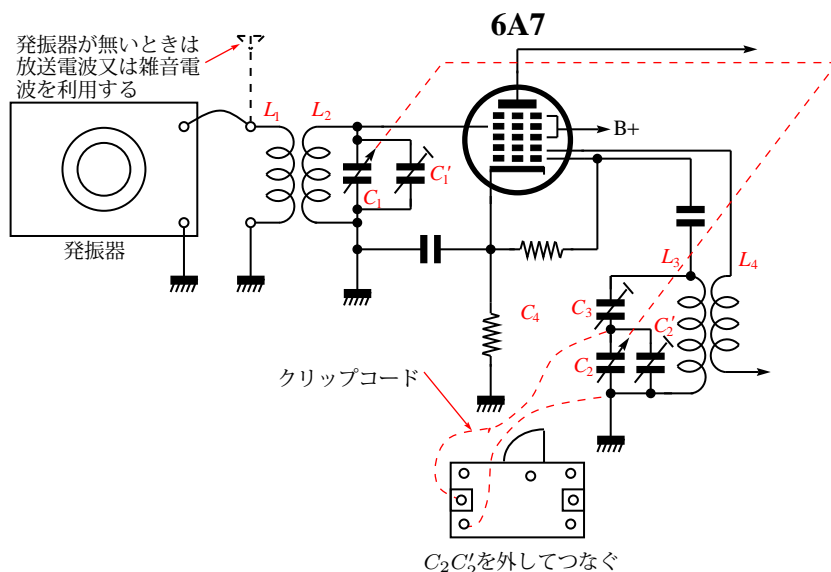 6A7
発振器が無いときは
放送電波又は雑音電
波を利用する
L1
L2
B+
C1
C1'
発振器
L3
L4
C3
C4
C2'
C2
クリップコード
C2C2'を外してつなぐ